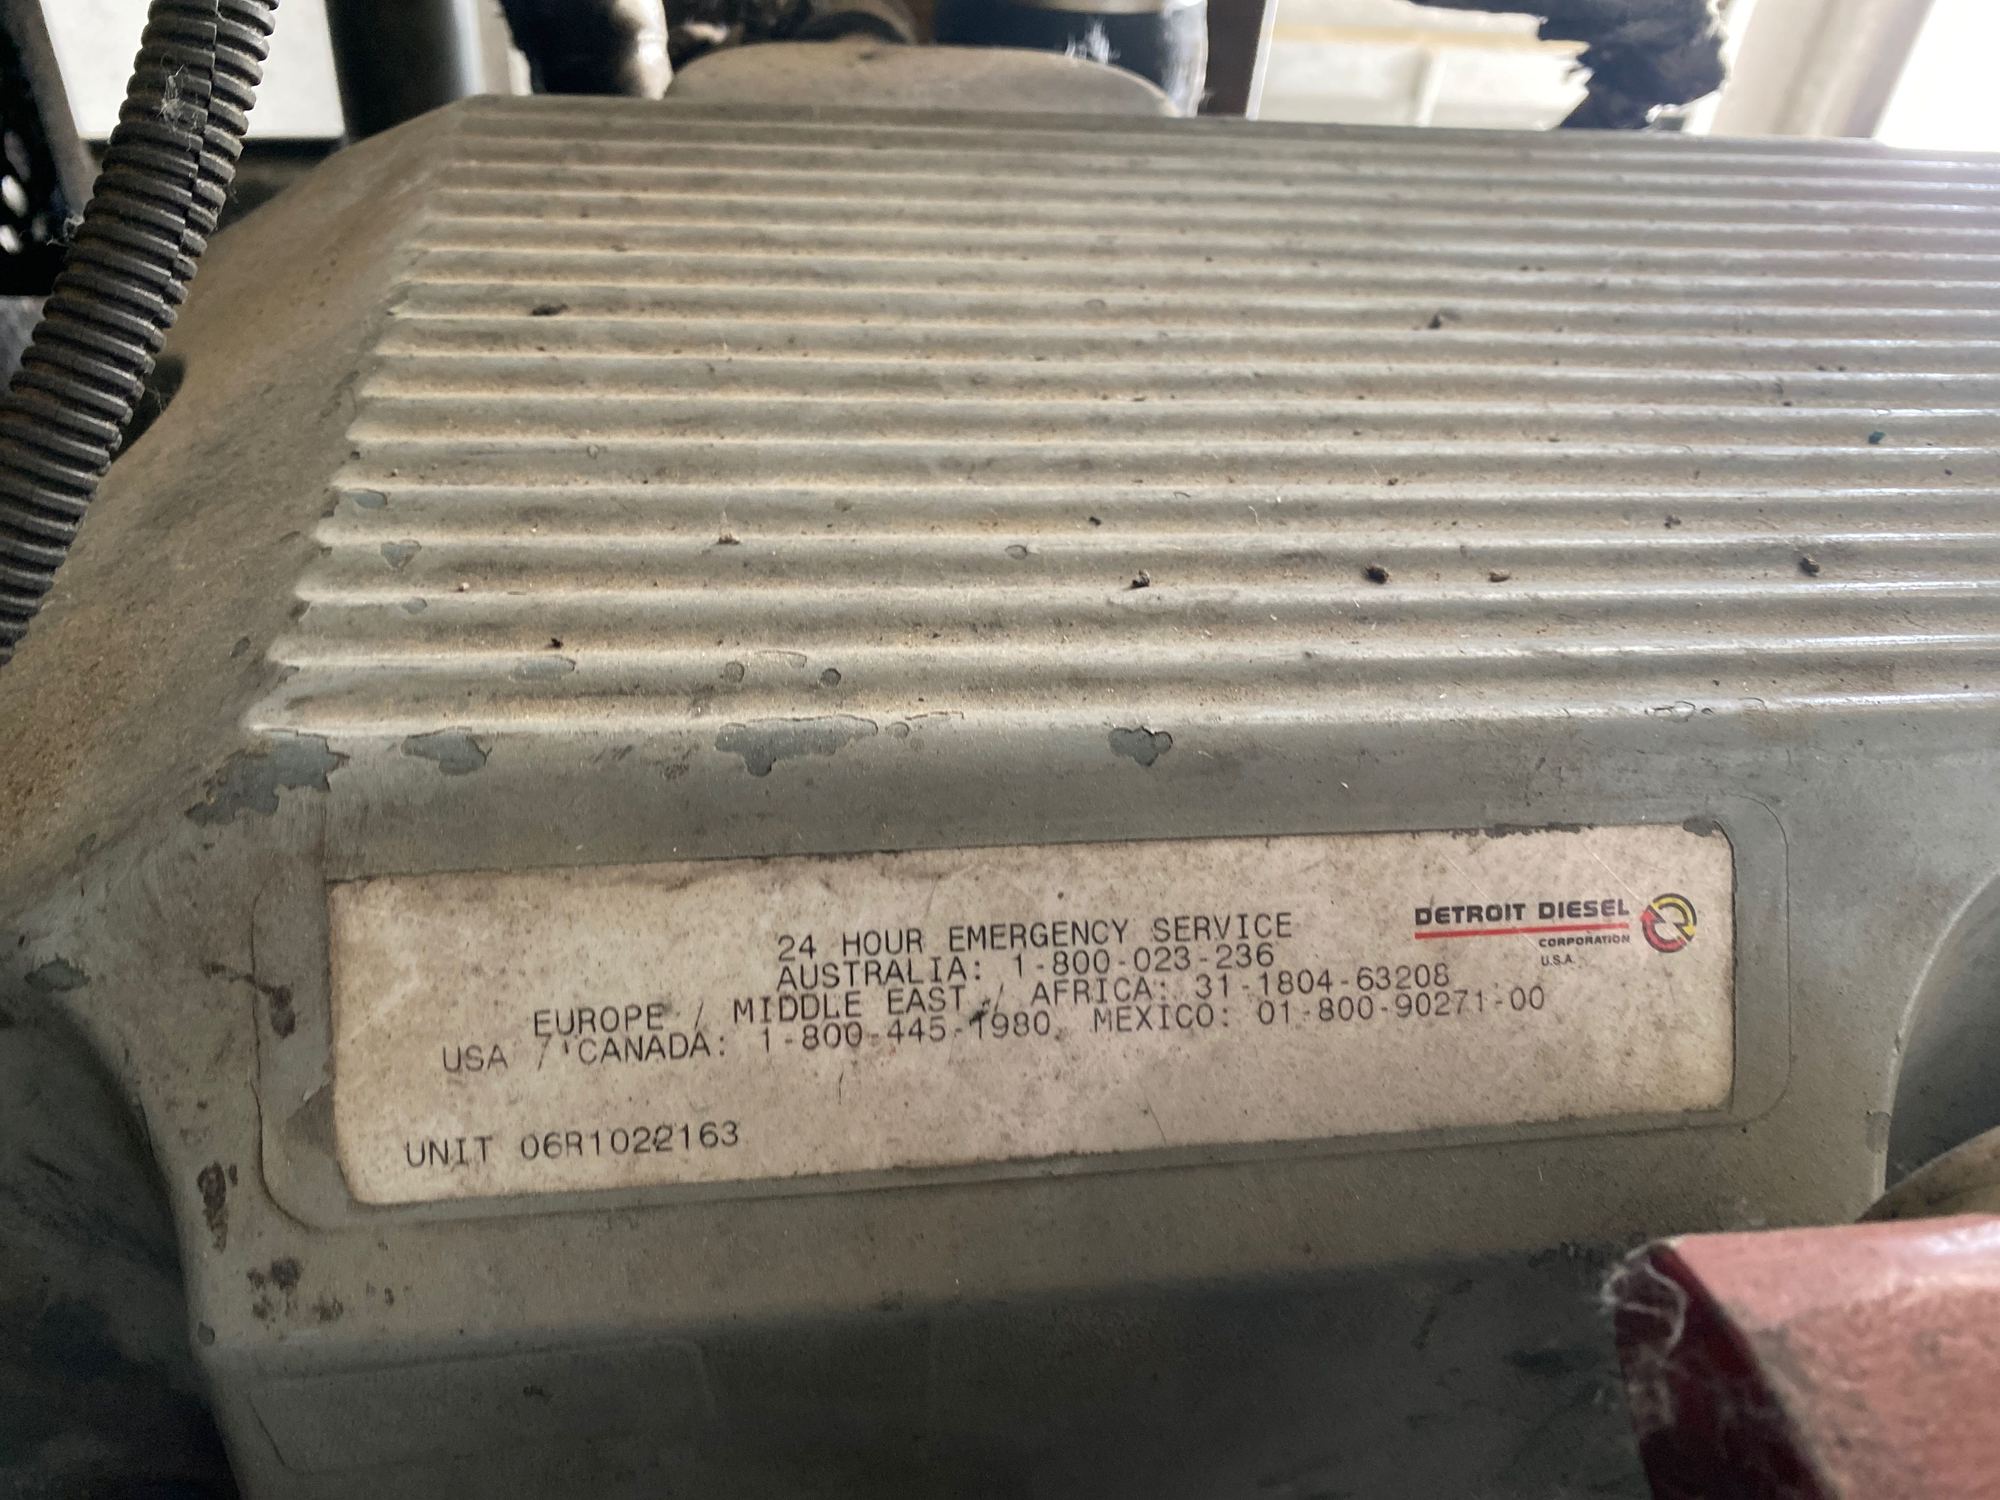 DETROIT DIESEL
CORPORATION
U.S.A.
24 HOUR EMERGENCY SERVICE
AUSTRALIA: 1-800-023-236
EUROPE / MIDDLE EAST / AFRICA: 31-1804-63208
USA / CANADA: 1-800-445-1980 MEXICO: 01-800-90271-00
UNIT 06R1022163